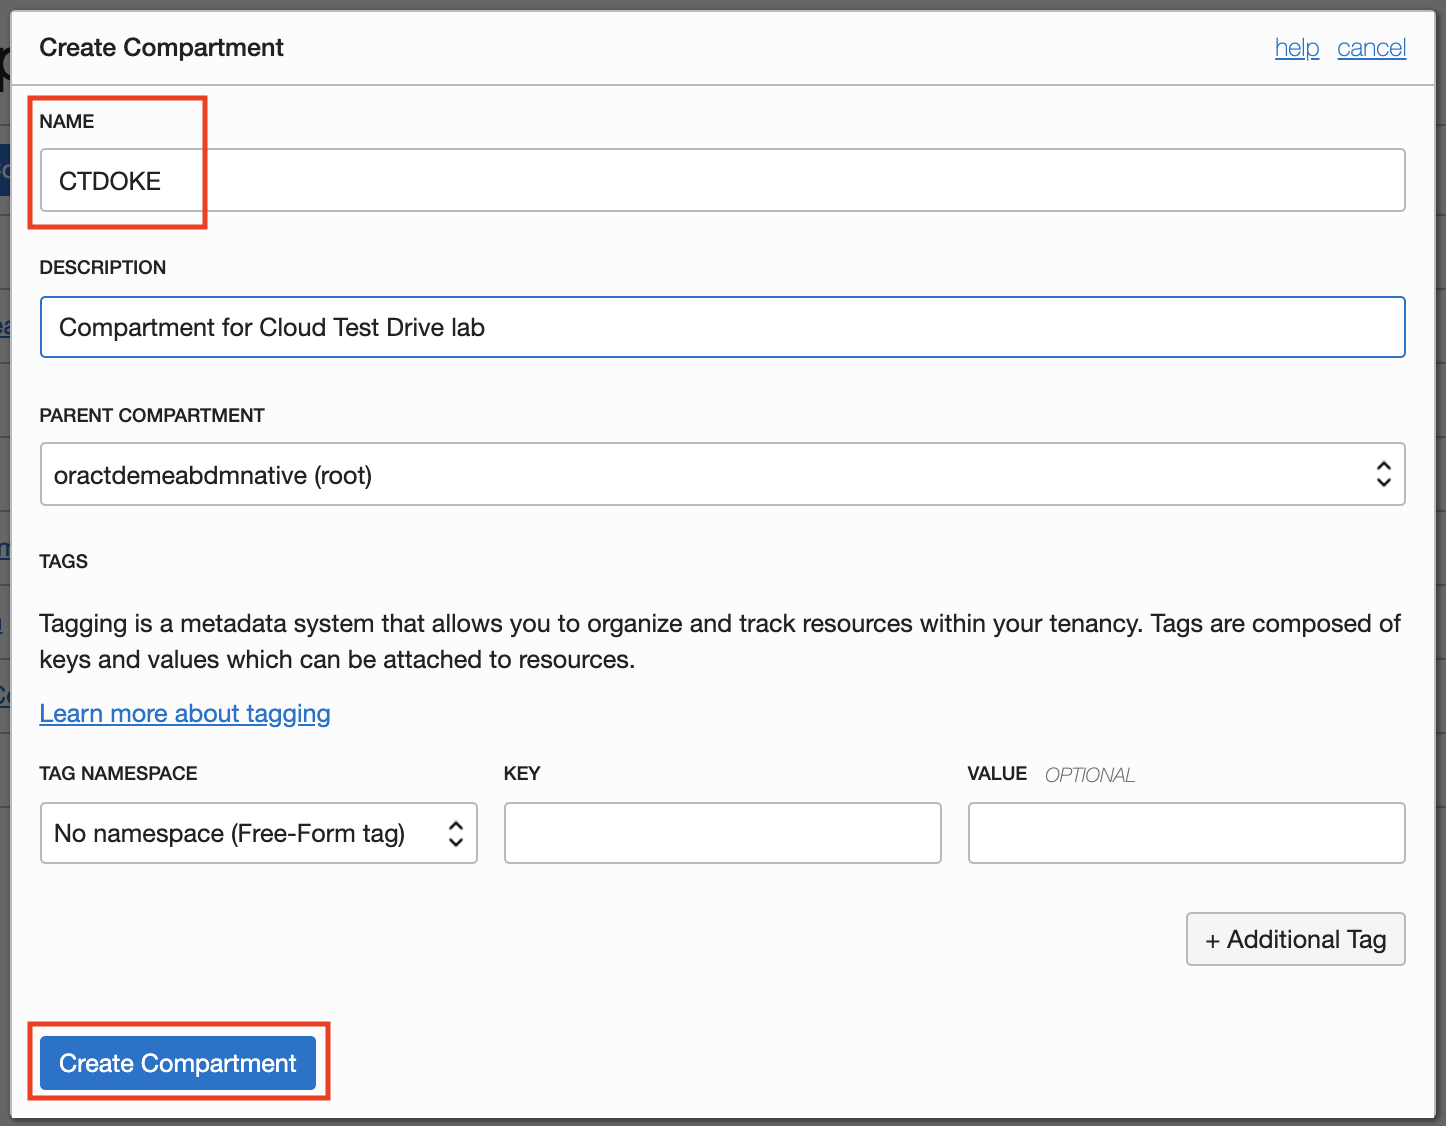 Create Compartment
help cancel
NAME
CTDOKE
DESCRIPTION
Compartment for Cloud Test Drive lab
PARENT COMPARTMENT
oractdemeabdmnative (root)
TAGS
Tagging is a metadata system that allows you to organize and track resources within your tenancy. Tags are composed of
keys and values which can be attached to resources.
Learn more about tagging
TAG NAMESPACE
KEY
VALUE OPTIONAL
No namespace (Free-Form tag)
+ Additional Tag
Create Compartment